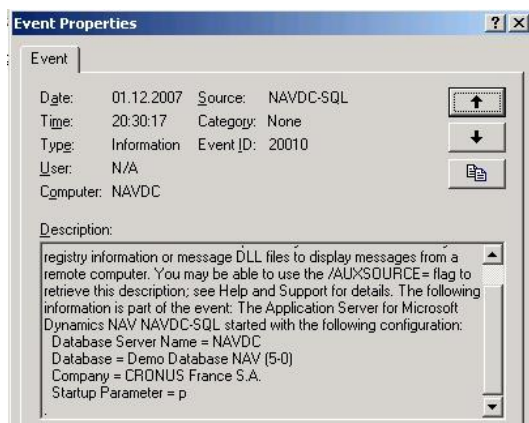 Event Properties
Event
Date: 01.12.2007 Source: NAVDC-SQL
Time: 20:30:17 Category: None
Type: Information Event ID: 20010
User: N/A
Computer: NAVDC
Description:
registry information or message DLL files to display messages from a
remote computer. You may be able to use the /AUXSOURCE= flag to
retrieve this description; see Help and Support for details. The following
information is part of the event: The Application Server for Microsoft
Dynamics NAV NAVDC-SQL started with the following configuration:
Database Server Name = NAVDC
Database = Demo Database NAV (5-0)
Company = CRONUS France S.A.
Startup Parameter = p
.